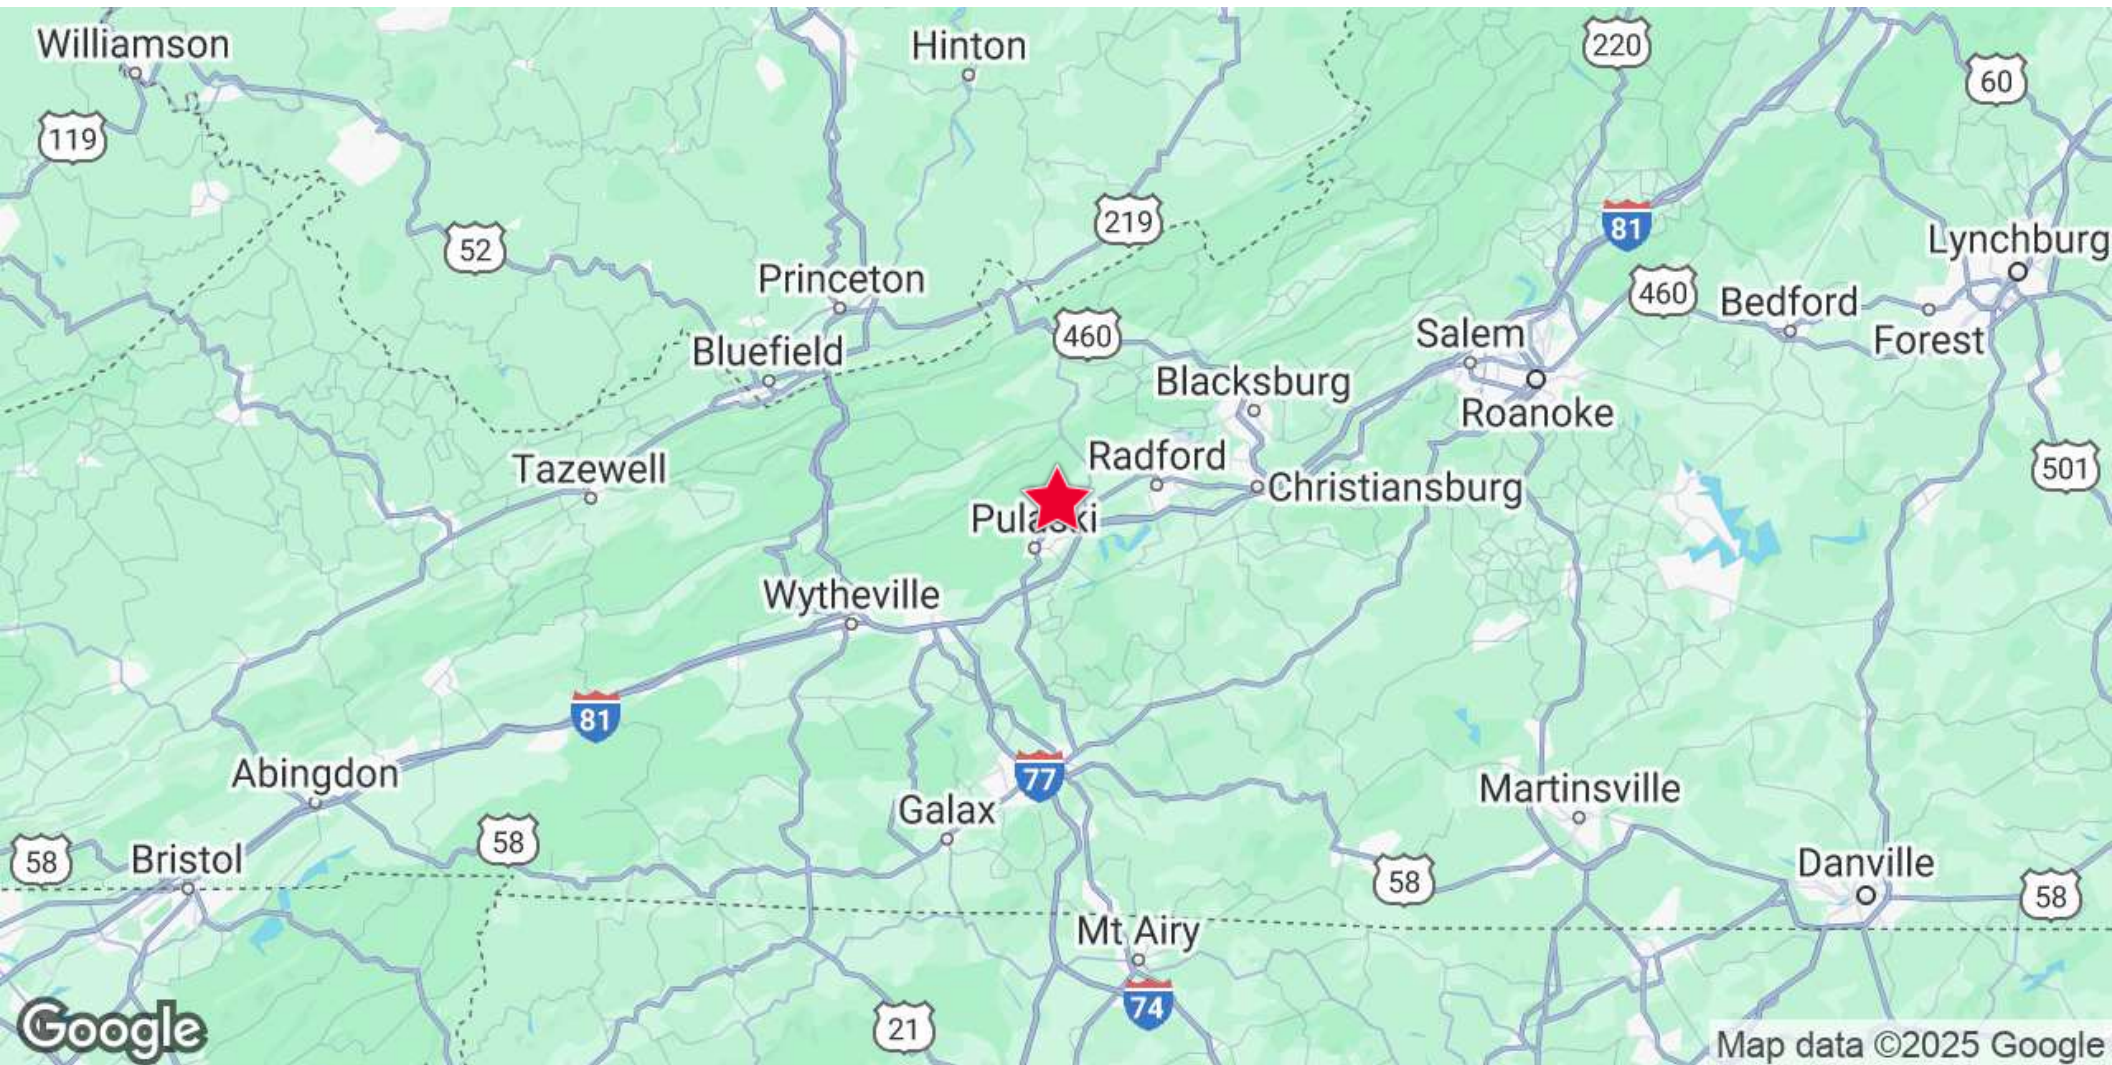 Williamson
Hinton
220
60
119
219
81
Lynchburg
52
Princeton
460
Bedford
Salem
Forest
Bluefield
460
Blacksburg
Roanoke
Radford
Tazewell
501
Christiansburg
Pulaski
Wytheville
81
Abingdon
77
Martinsville
Galax
58
58
Bristol
58
Danville
58
Mt Airy
74
21
Google
Map data ©2025 Google